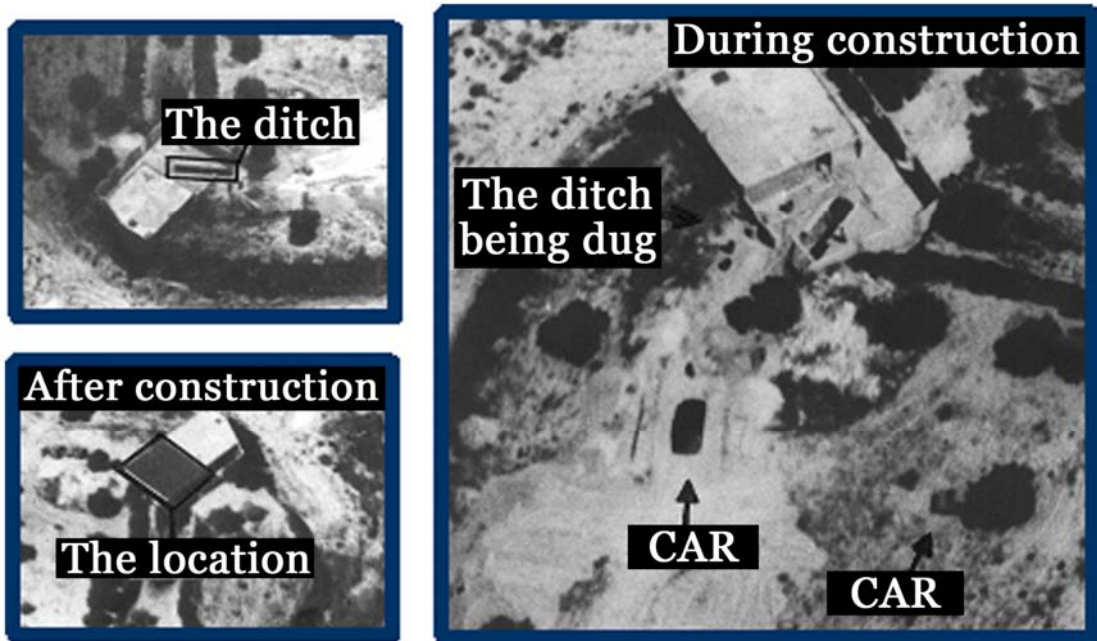 The ditch
After construction
The location
During construction
The ditch
being dug
CAR
CAR